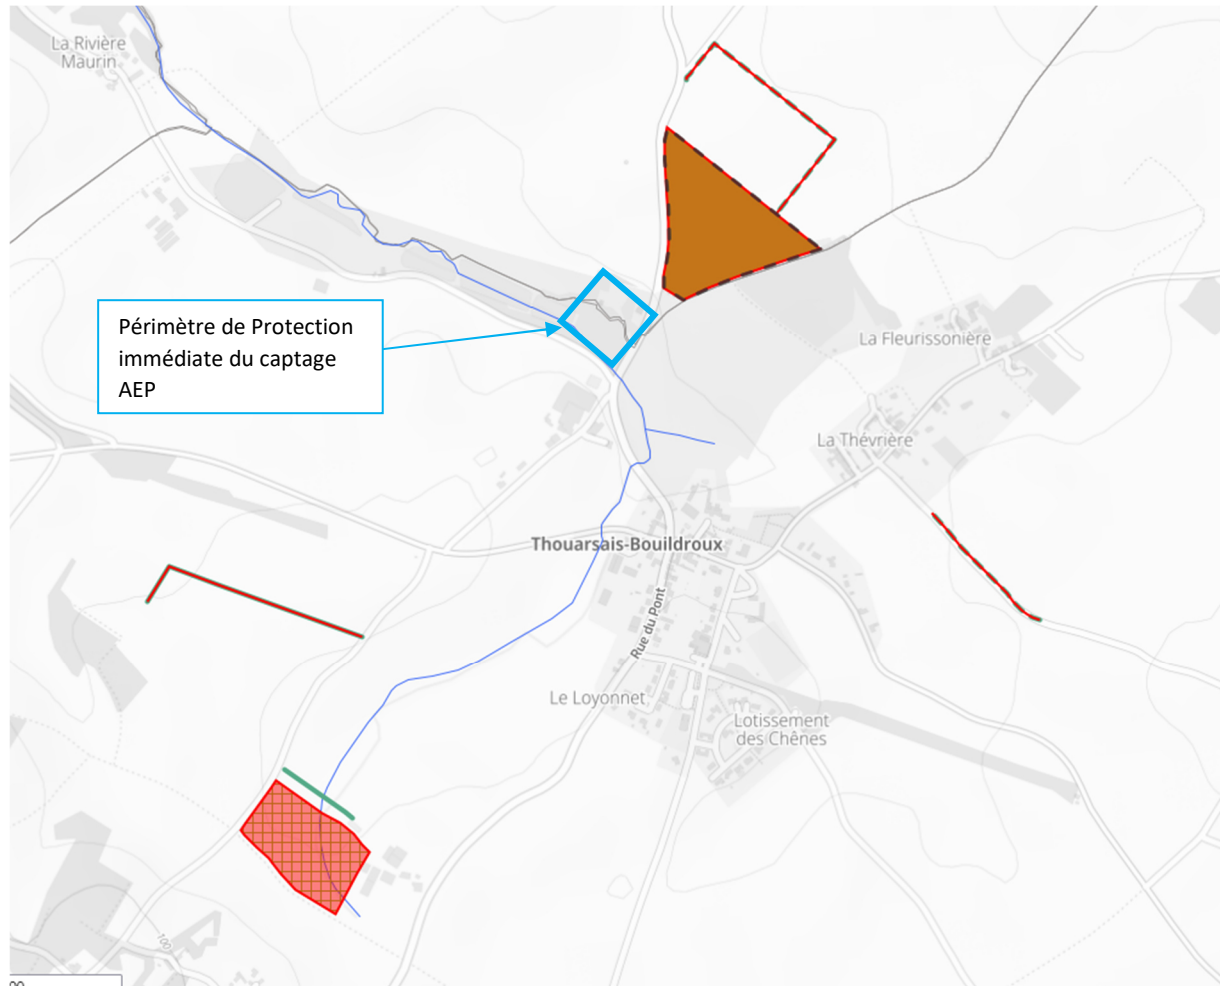 La Rivière
Maurin
Périmètre de Protection
immédiate du captage
AEP
La Fleurissonière
La Thévrière
Thouarsais-Bouildroux
Rue du Pont
Le Loyonnet
Lotissement
des Chênes
100